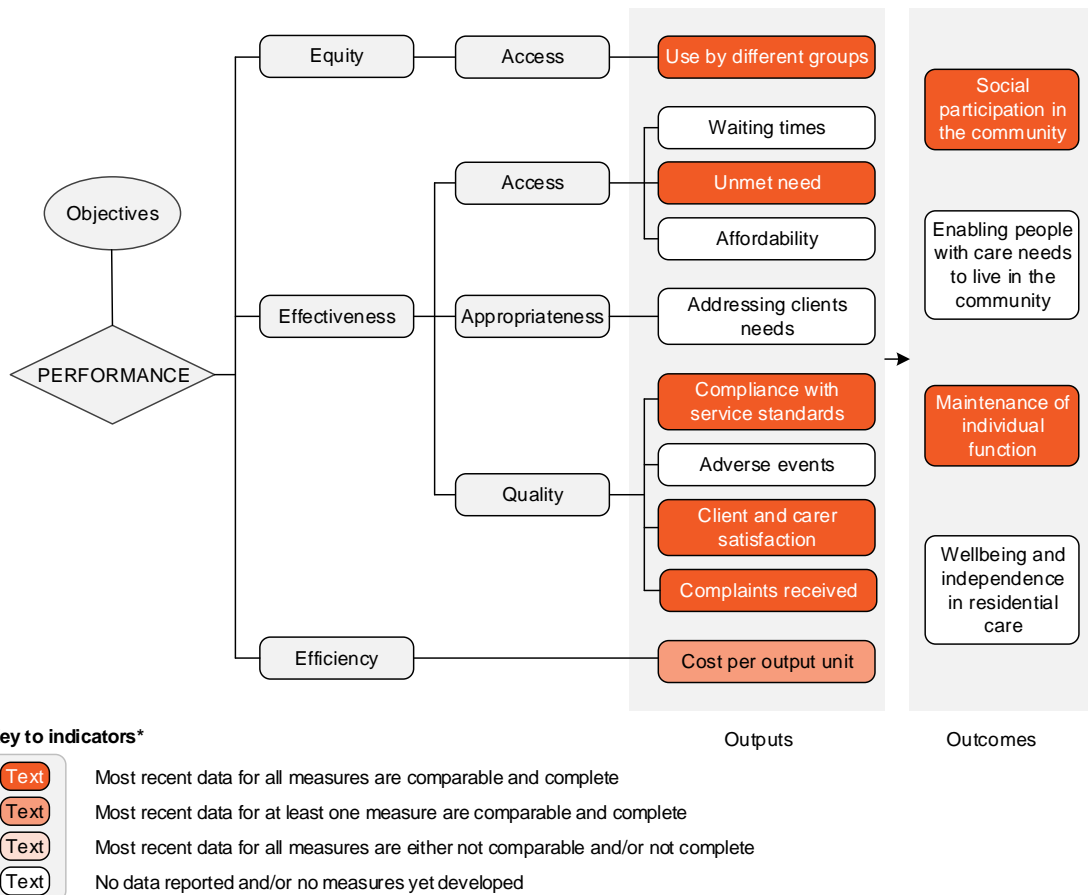 Equity
Access
Use by different groups
Objectives
PERFORMANCE
Effectiveness
Access
Waiting times
Unmet need
Affordability
Appropriateness
Addressing clients
needs
Quality
Compliance with
service standards
Adverse events
Client and carer
satisfaction
Complaints received
Efficiency
Cost per output unit
Social
participation in
the community
Enabling people
with care needs
to live in the
community
Maintenance of
individual
function
Wellbeing and
independence
in residential
care
Outputs
Outcomes
ey to indicators*
Text
Most recent data for all measures are comparable and complete
Text
Most recent data for at least one measure are comparable and complete
Text
Most recent data for all measures are either not comparable and/or not complete
Text
No data reported and/or no measures yet developed